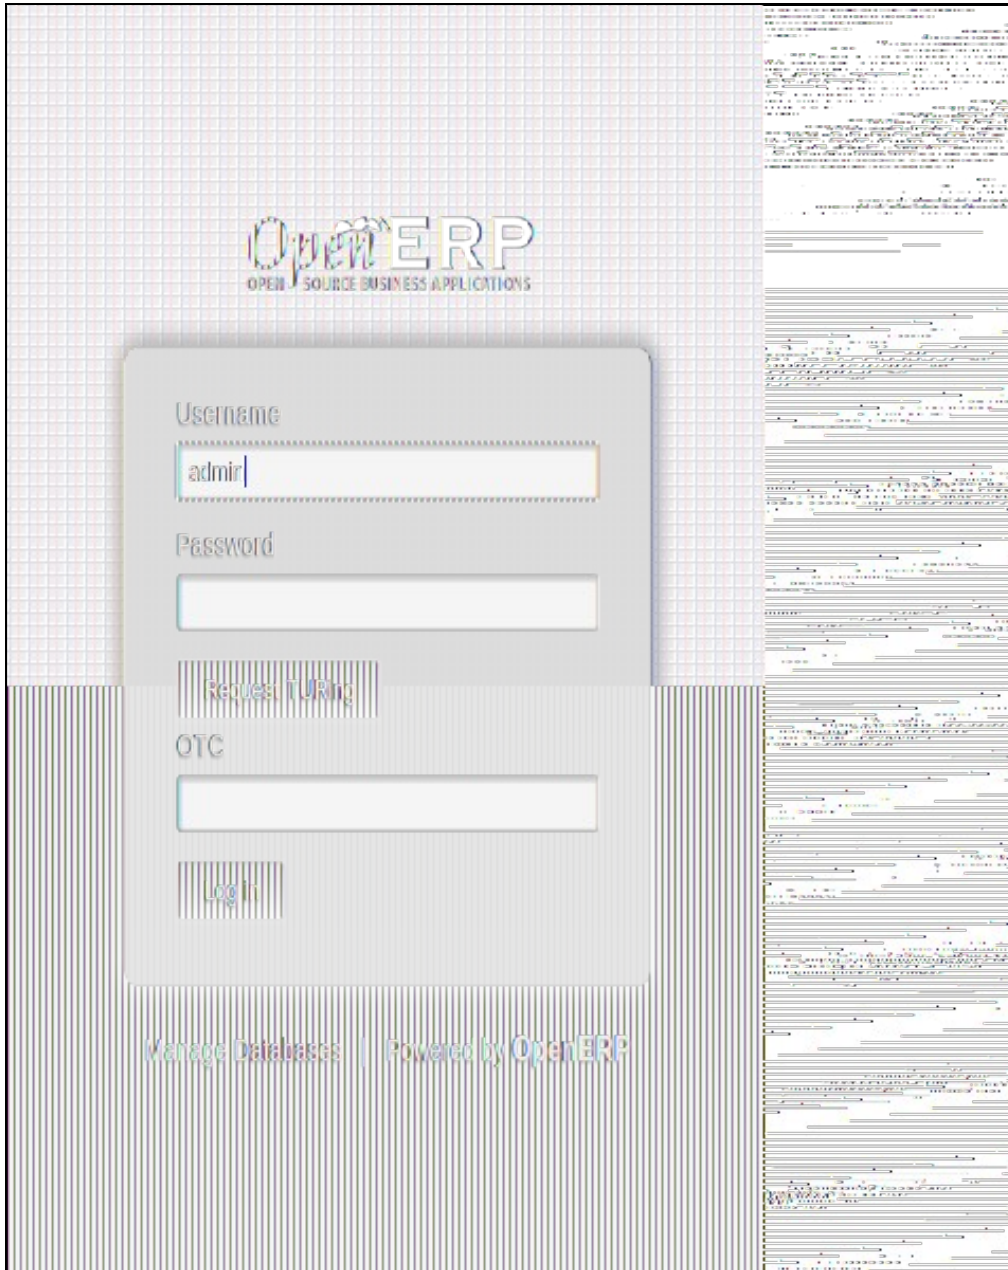 OpenERP
OPEN SOURCE BUSINESS APPLICATIONS
Username
admin
Password
Request TURing
OTC
Log in
Manage Databases | Powered by OpenERP